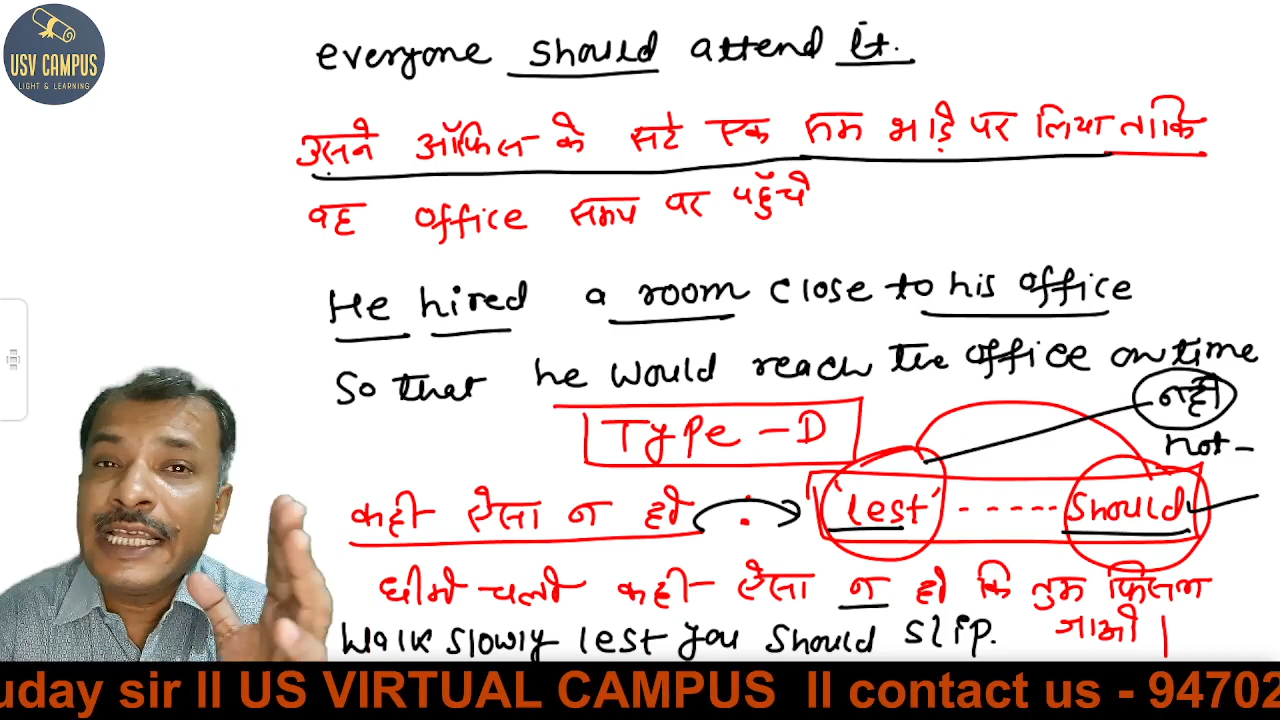 USV CAMPUS
LIGHT & LEARNING
everyone should attend it.
उसने ऑफिस के सटे एक रूम भाड़े पर लिया ताकि
वह office समय पर पहुँचे
He hired a room close to his office
So that he would reach the office on time
नहीं
not -
Type - D
कहीं ऐसा न हो : 'lest' - - - - - - Should
धीमे चलो कहीं ऐसा न हो कि तुम फिसल
जाओ |
Walk slowly lest you should slip.
uday sir II US VIRTUAL CAMPUS II contact us - 94702